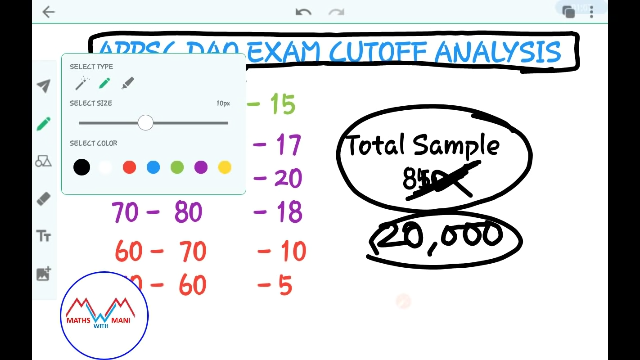 APPSC DAO EXAM CUTOFF ANALYSIS
SELECT TYPE
SELECT SIZE
10px
SELECT COLOR
- 15
- 17
- 20
70 - 80 - 18
60 - 70 - 10
- 60 - 5
Total Sample
20,000
Tт
MATHS
WITH
MANI